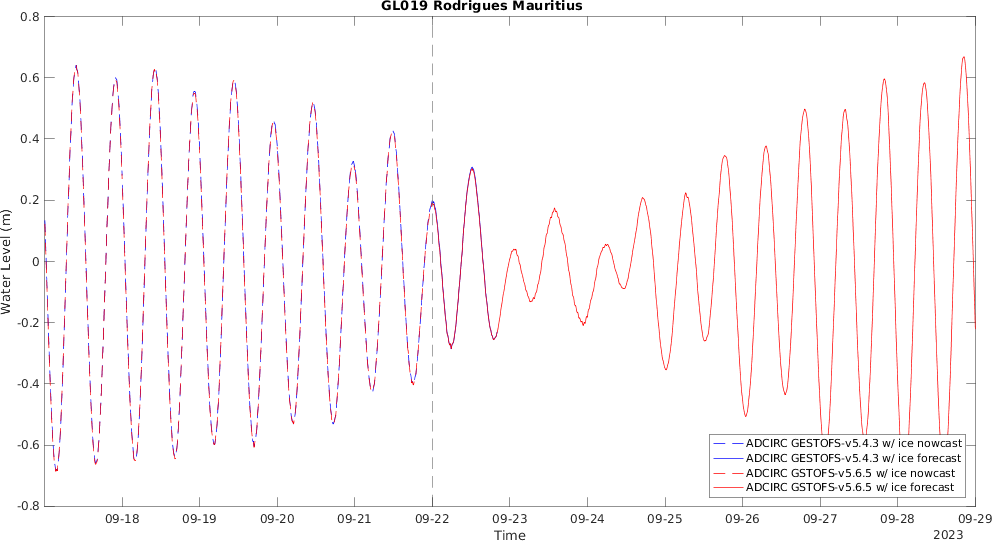 GL019 Rodrigues Mauritius
0.8
0.6
0.4
0.2
0
-0.2
-0.4
-0.6
-0.8
Water Level (m)
ADCIRC GESTOFS-v5.4.3 w/ ice nowcast
ADCIRC GESTOFS-v5.4.3 w/ ice forecast
ADCIRC GSTOFS-v5.6.5 w/ ice nowcast
ADCIRC GSTOFS-v5.6.5 w/ ice forecast
09-18 09-19 09-20 09-21 09-22 09-23 09-24 09-25 09-26 09-27 09-28 09-29
Time
2023